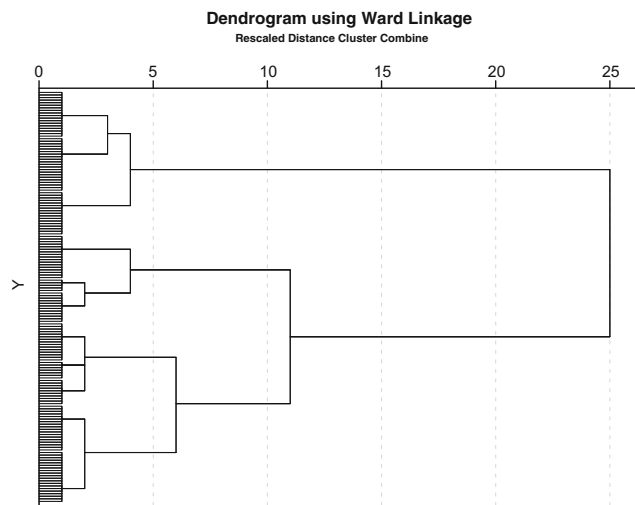 Dendrogram using Ward Linkage
Rescaled Distance Cluster Combine
0 5 10 15 20 25
Y